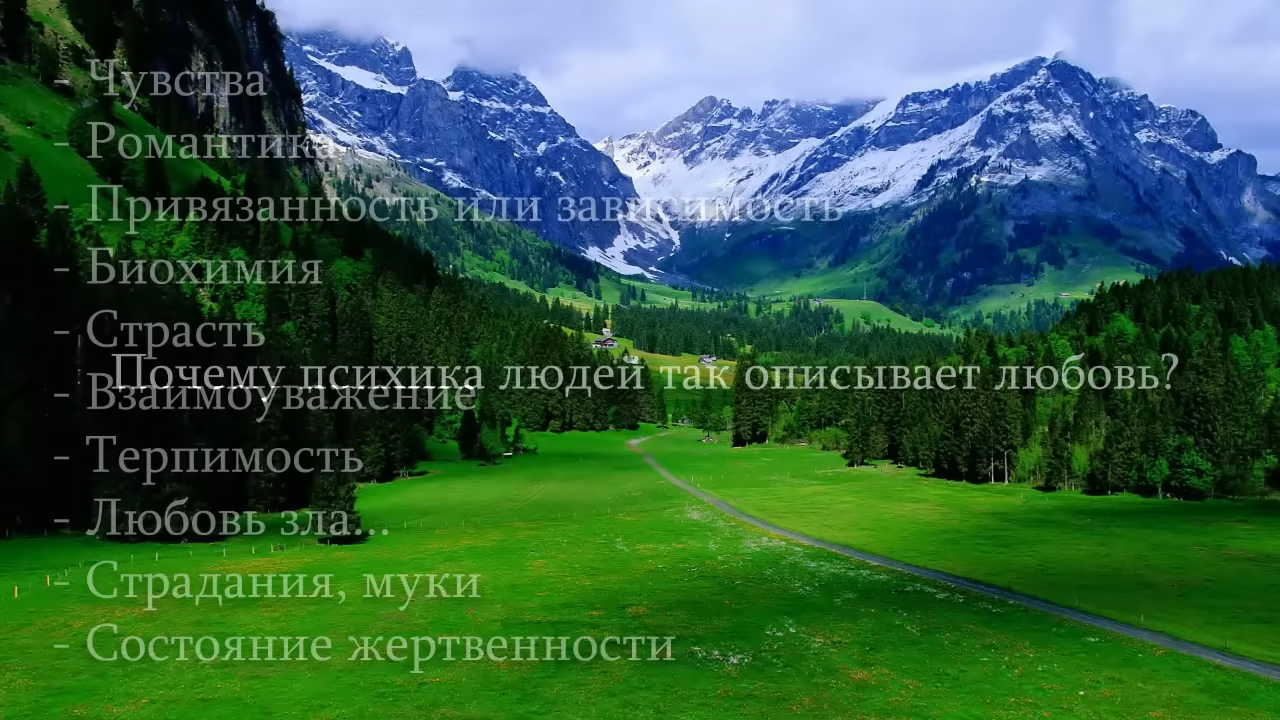 - Чувства
- Романтика
- Привязанность или зависимость
- Биохимия
- Страсть
Почему психика людей так описывает любовь?
- Взаимоуважение
- Терпимость
- Любовь зла...
- Страдания, муки
- Состояние жертвенности